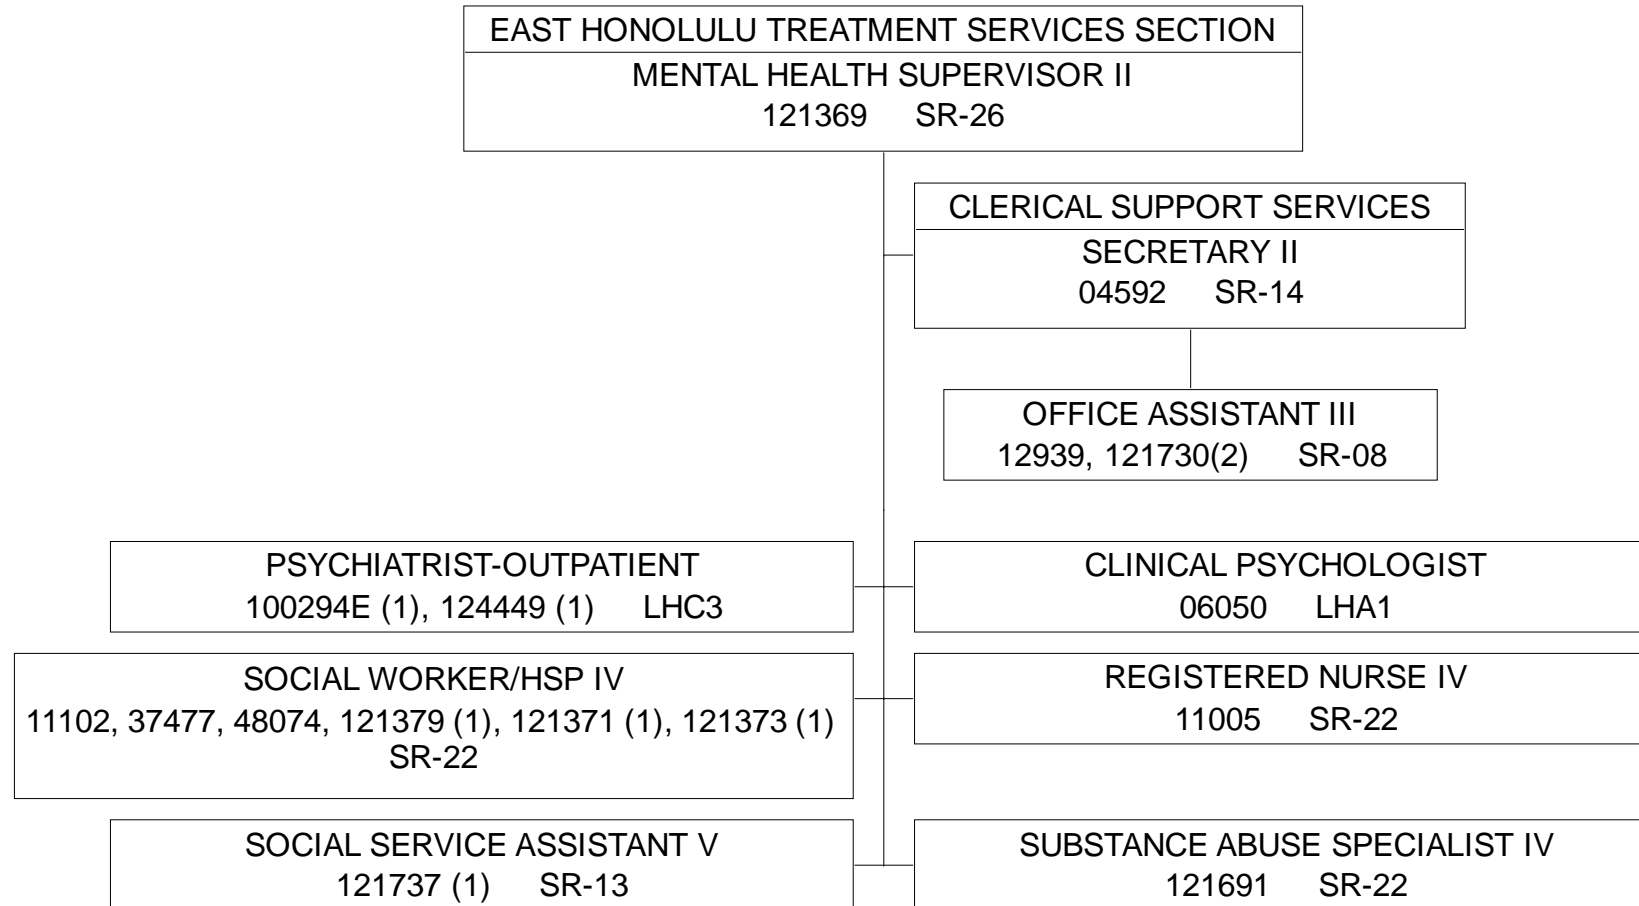 EAST HONOLULU TREATMENT SERVICES SECTION
MENTAL HEALTH SUPERVISOR II
121369 SR-26
CLERICAL SUPPORT SERVICES
SECRETARY II
04592 SR-14
OFFICE ASSISTANT III
12939, 121730(2) SR-08
PSYCHIATRIST-OUTPATIENT
100294E (1), 124449 (1) LHC3
CLINICAL PSYCHOLOGIST
06050 LHA1
SOCIAL WORKER/HSP IV
11102, 37477, 48074, 121379 (1), 121371 (1), 121373 (1)
SR-22
REGISTERED NURSE IV
11005 SR-22
SOCIAL SERVICE ASSISTANT V
121737 (1) SR-13
SUBSTANCE ABUSE SPECIALIST IV
121691 SR-22